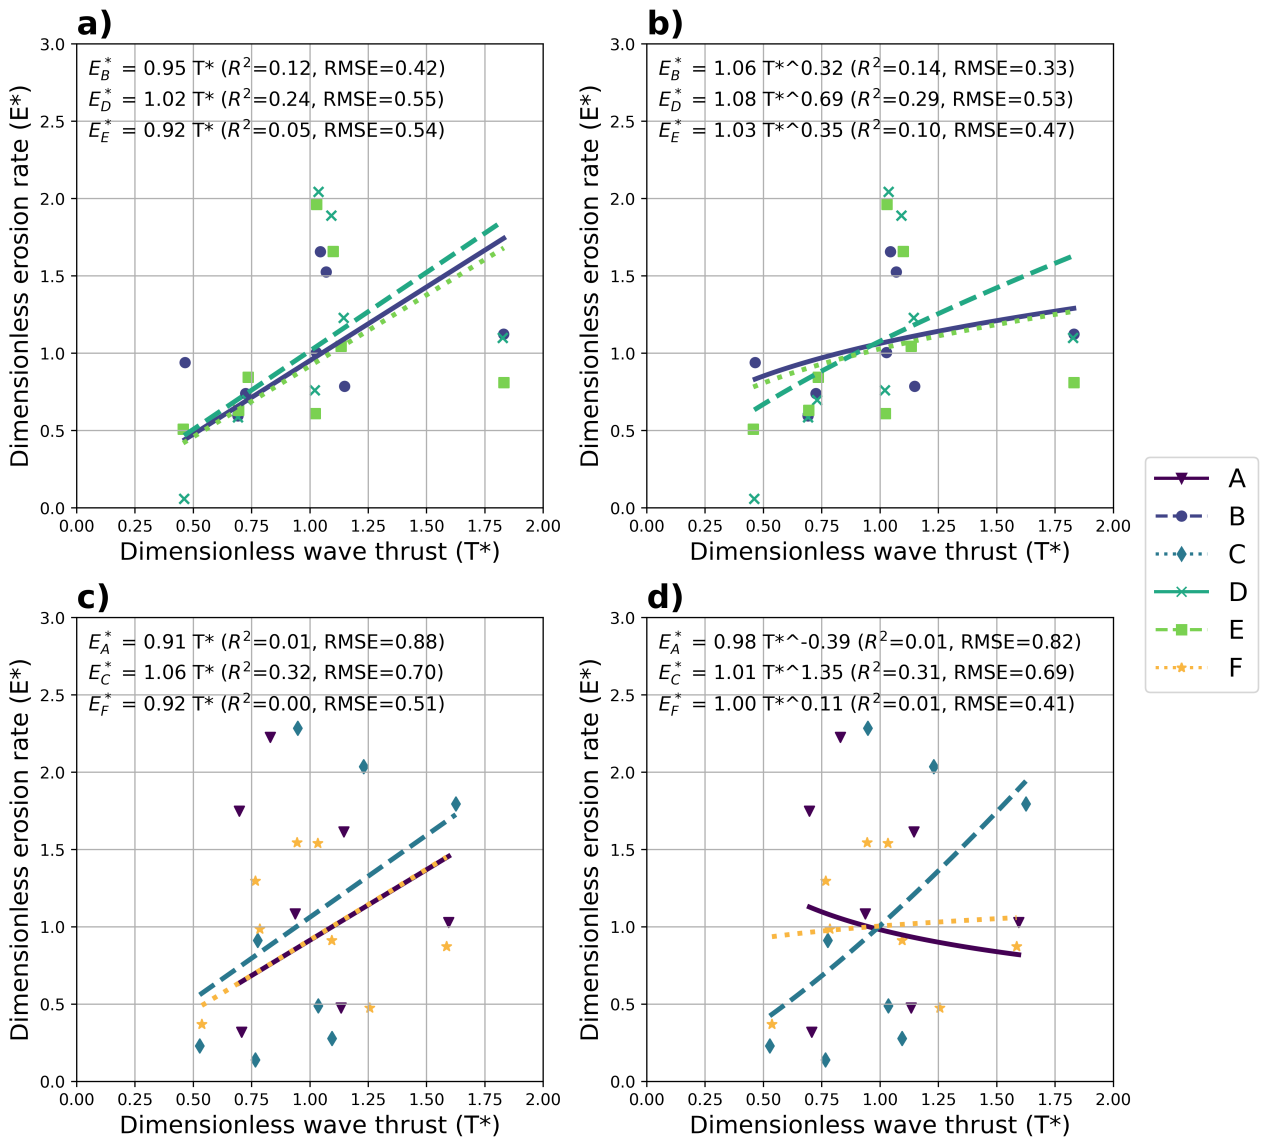 a)
E*B = 0.95 T* (R²=0.12, RMSE=0.42)
E*D = 1.02 T* (R²=0.24, RMSE=0.55)
E*E = 0.92 T* (R²=0.05, RMSE=0.54)
3.0
2.5
2.0
1.5
1.0
0.5
0.0
Dimensionless erosion rate (E*)
0.00 0.25 0.50 0.75 1.00 1.25 1.50 1.75 2.00
Dimensionless wave thrust (T*)
b)
E*B = 1.06 T*^0.32 (R²=0.14, RMSE=0.33)
E*D = 1.08 T*^0.69 (R²=0.29, RMSE=0.53)
E*E = 1.03 T*^0.35 (R²=0.10, RMSE=0.47)
3.0
2.5
2.0
1.5
1.0
0.5
0.0
Dimensionless erosion rate (E*)
0.00 0.25 0.50 0.75 1.00 1.25 1.50 1.75 2.00
Dimensionless wave thrust (T*)
A
B
C
D
E
F
c)
E*A = 0.91 T* (R²=0.01, RMSE=0.88)
E*C = 1.06 T* (R²=0.32, RMSE=0.70)
E*F = 0.92 T* (R²=0.00, RMSE=0.51)
3.0
2.5
2.0
1.5
1.0
0.5
0.0
Dimensionless erosion rate (E*)
0.00 0.25 0.50 0.75 1.00 1.25 1.50 1.75 2.00
Dimensionless wave thrust (T*)
d)
E*A = 0.98 T*^-0.39 (R²=0.01, RMSE=0.82)
E*C = 1.01 T*^1.35 (R²=0.31, RMSE=0.69)
E*F = 1.00 T*^0.11 (R²=0.01, RMSE=0.41)
3.0
2.5
2.0
1.5
1.0
0.5
0.0
Dimensionless erosion rate (E*)
0.00 0.25 0.50 0.75 1.00 1.25 1.50 1.75 2.00
Dimensionless wave thrust (T*)